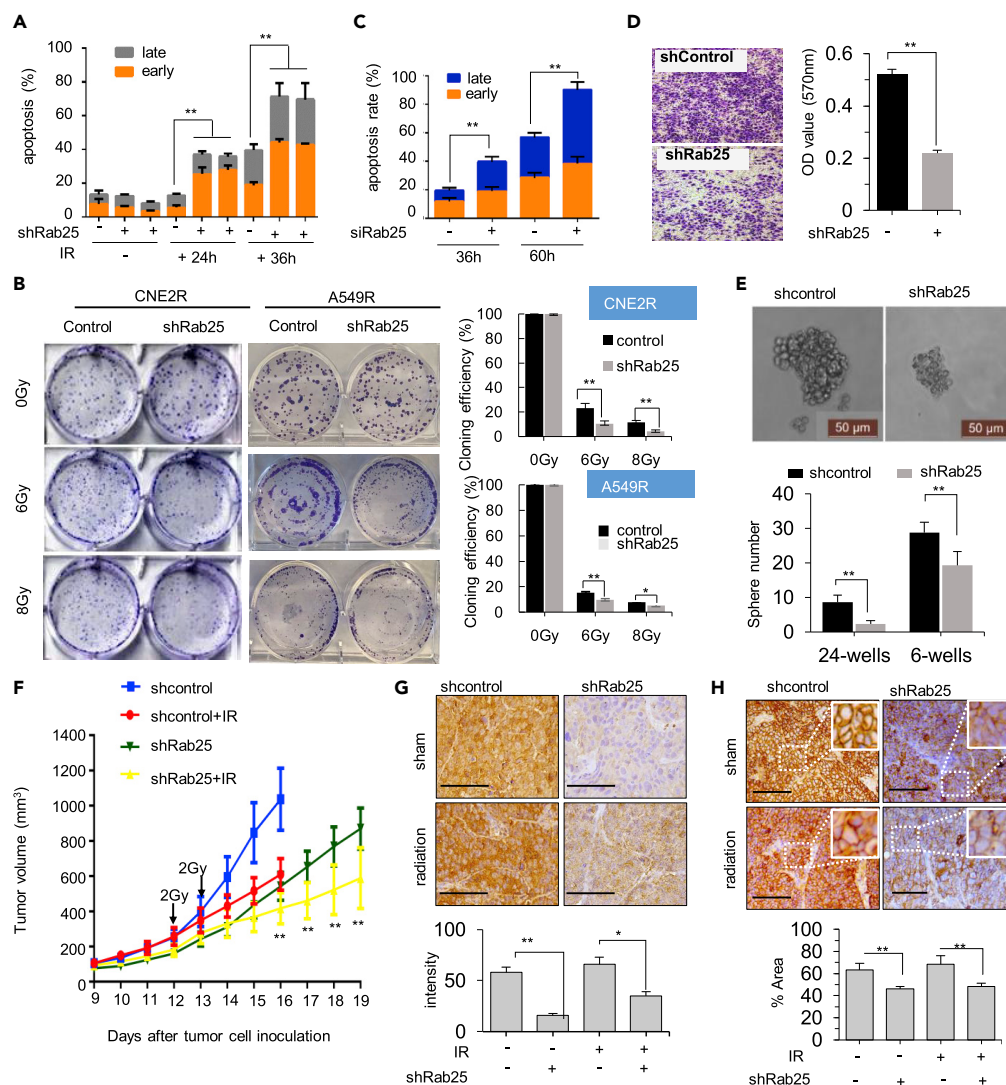 A
apoptosis (%)
100
80
60
40
20
0
late
early
**
**
shRab25 - + + - + + - + +
IR - + 24h + 36h
C
apoptosis rate (%)
100
80
60
40
20
0
late
early
**
**
siRab25 - + - +
36h 60h
D
shControl
shRab25
OD value (570nm)
0.6
0.4
0.2
0
**
shRab25 - +
B
CNE2R A549R
Control shRab25 Control shRab25
0Gy
6Gy
8Gy
CNE2R
Cloning efficiency (%)
100
80
60
40
20
0
control
shRab25
**
**
0Gy 6Gy 8Gy
A549R
Cloning efficiency (%)
100
80
60
40
20
0
control
shRab25
**
*
0Gy 6Gy 8Gy
E
shcontrol shRab25
50 µm 50 µm
shcontrol shRab25
Sphere number
40
30
20
10
0
**
**
24-wells 6-wells
F
shcontrol
shcontrol+IR
shRab25
shRab25+IR
Tumor volume (mm³)
1400
1200
1000
800
600
400
200
0
2Gy
2Gy
** ** ** **
9 10 11 12 13 14 15 16 17 18 19
Days after tumor cell inoculation
G
shcontrol shRab25
sham
radiation
intensity
100
50
0
**
*
IR - - + +
shRab25 - + - +
H
shcontrol shRab25
sham
radiation
% Area
100
80
60
40
20
0
**
**
IR - - + +
shRab25 - + - +